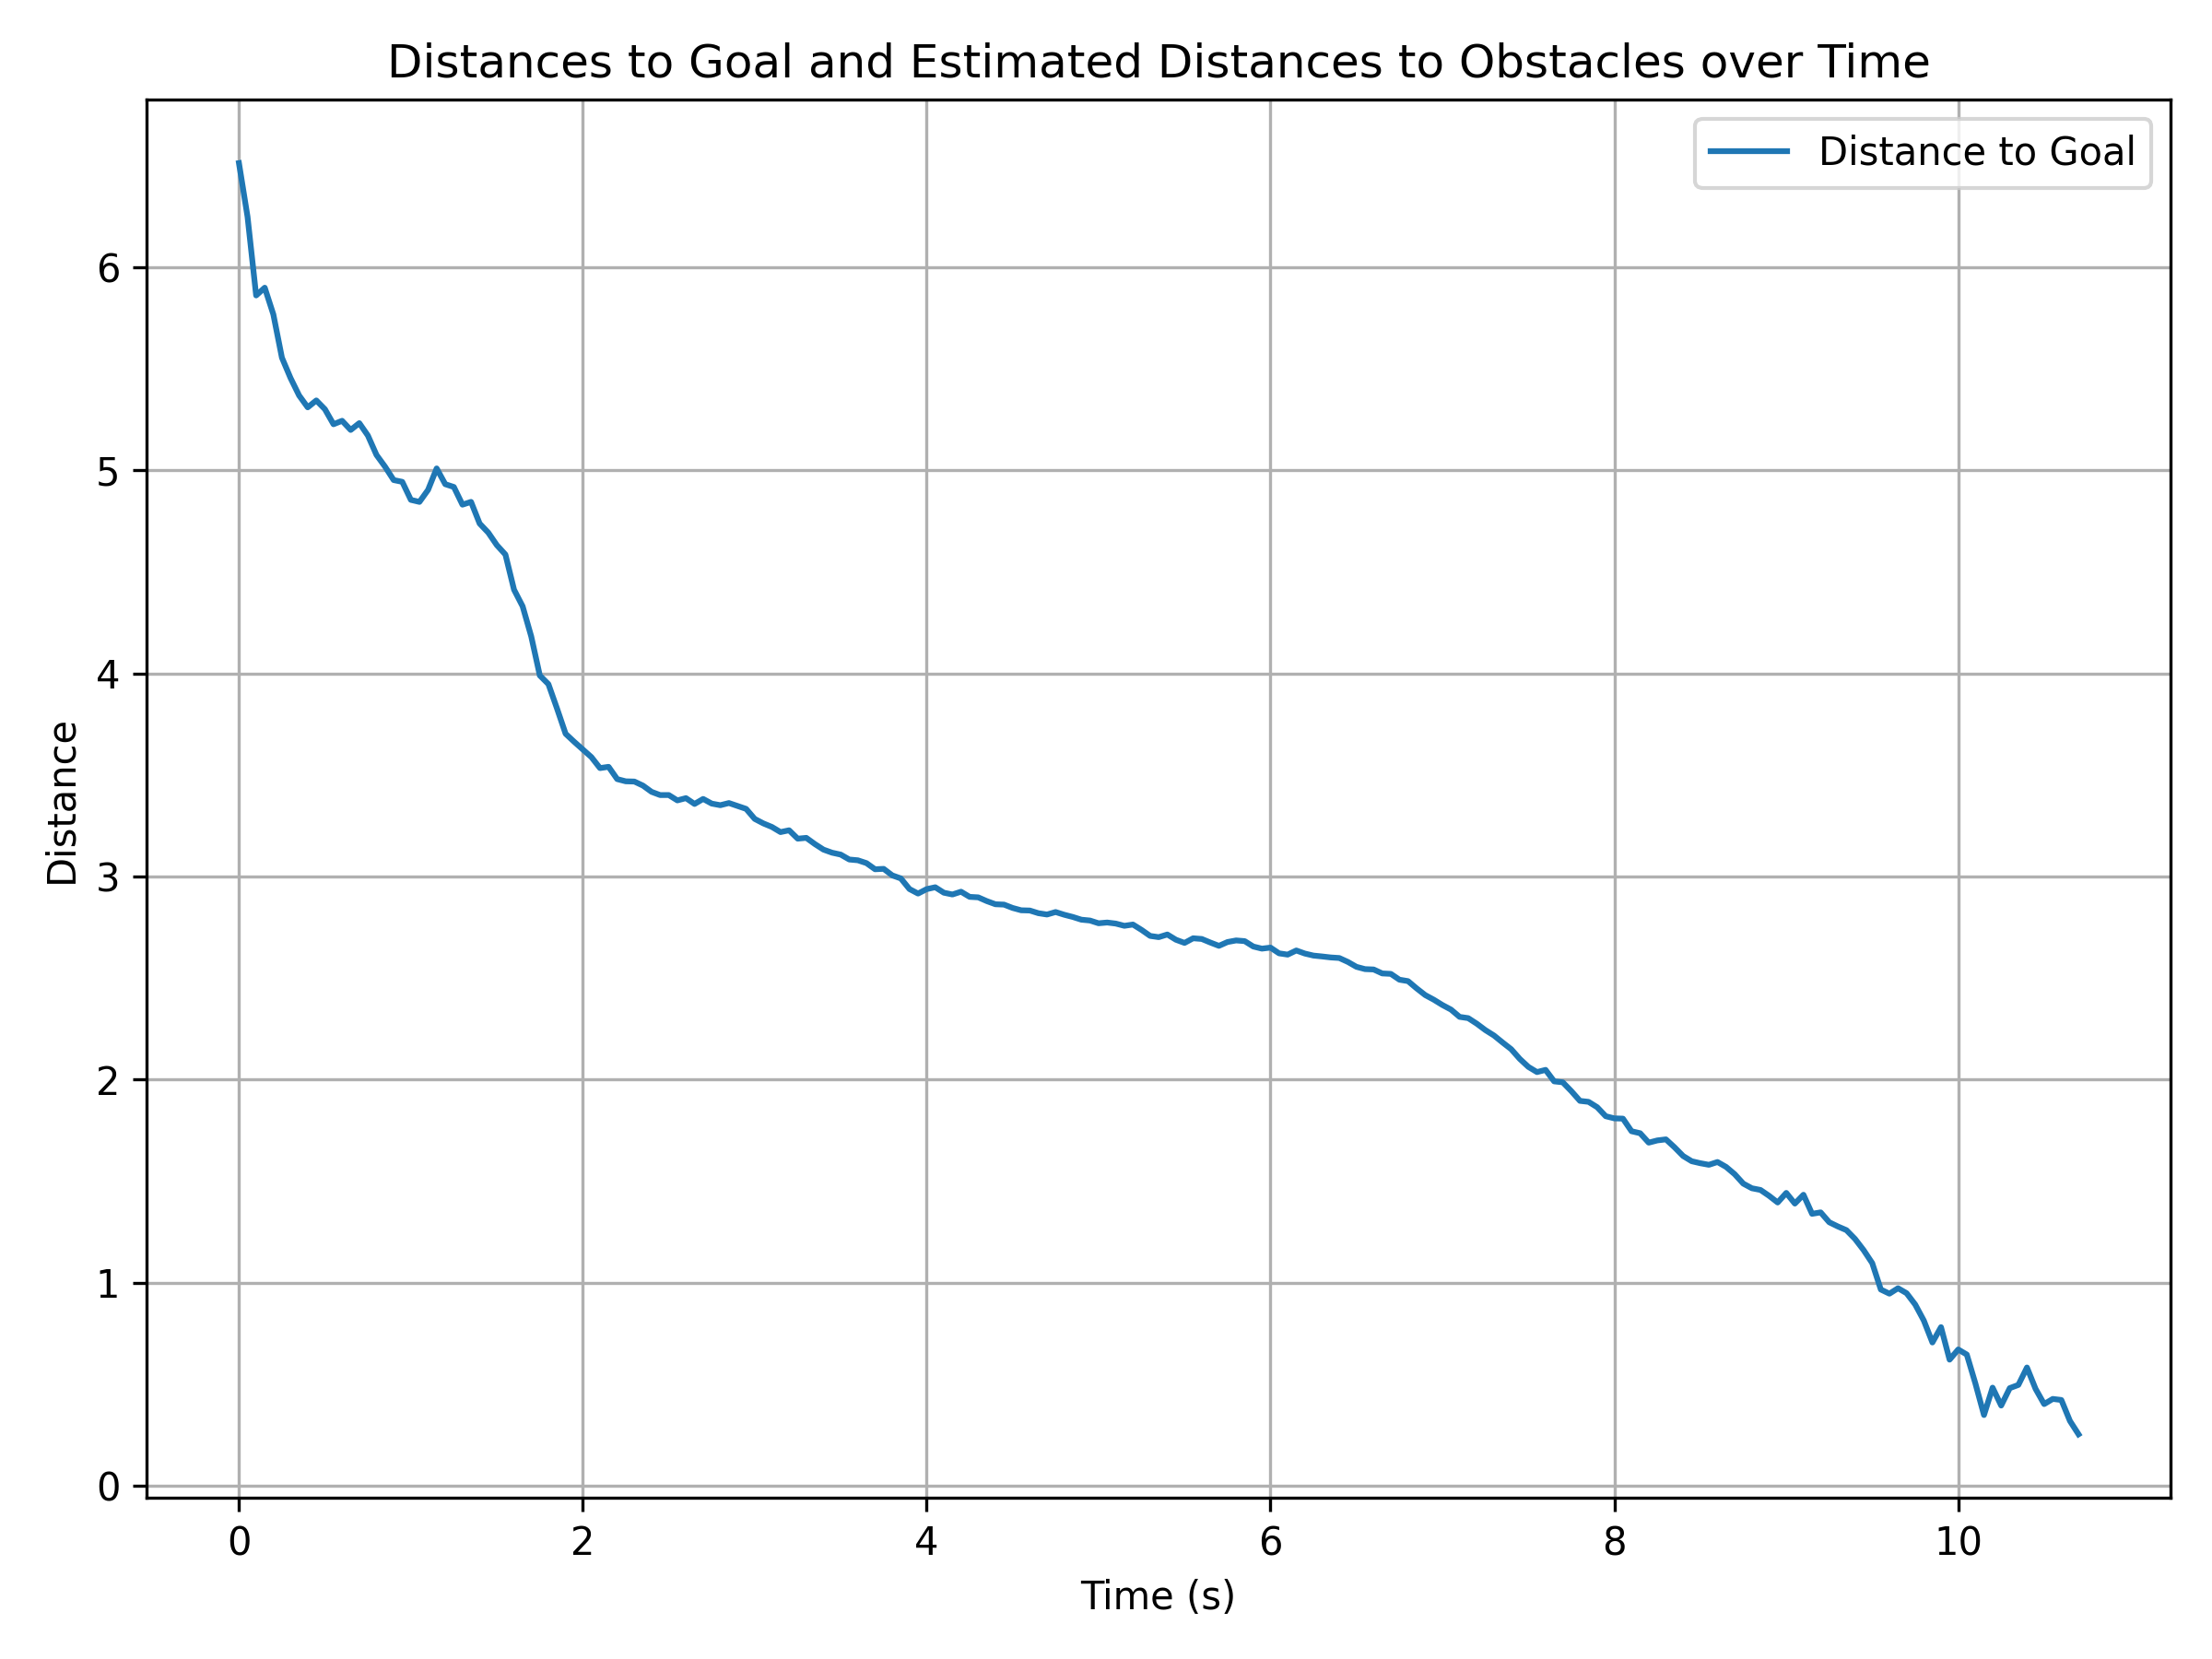 Distances to Goal and Estimated Distances to Obstacles over Time
Distance to Goal
Distance
6
5
4
3
2
1
0
0 2 4 6 8 10
Time (s)